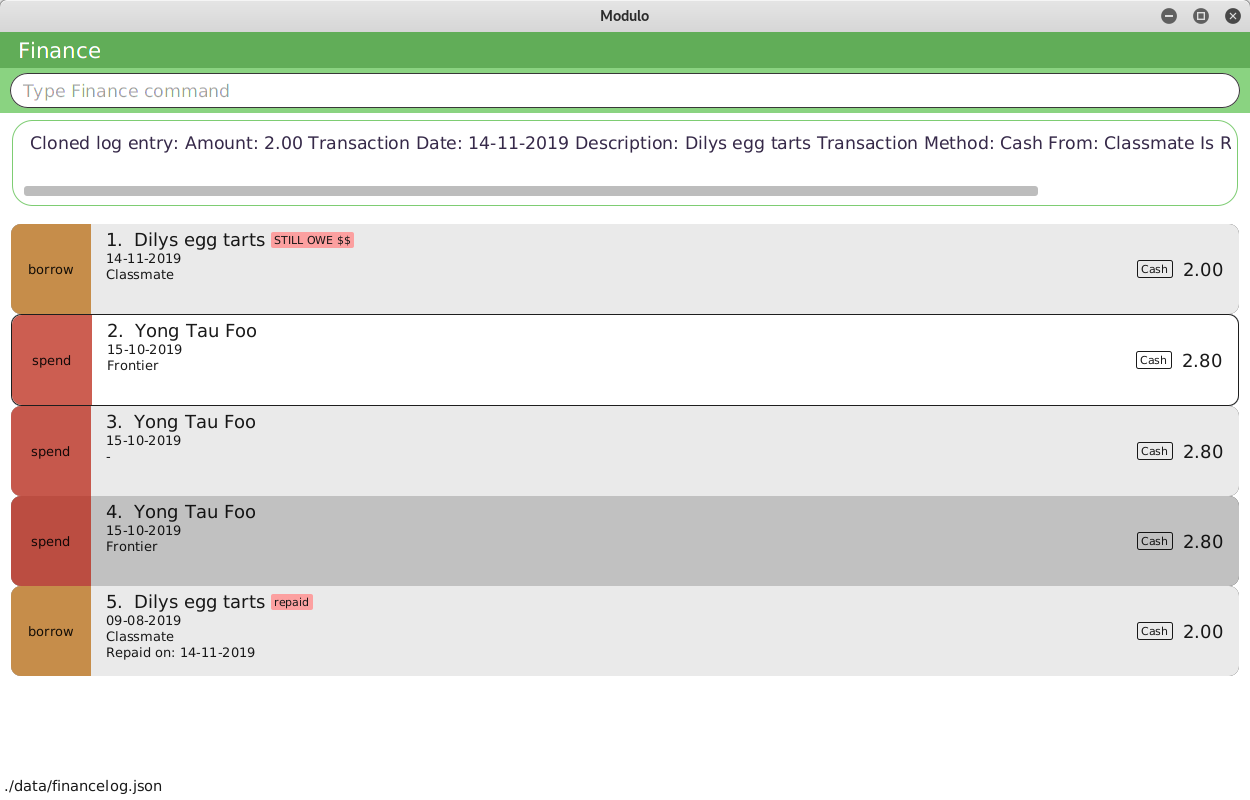 Modulo
Finance
Type Finance command
Cloned log entry: Amount: 2.00 Transaction Date: 14-11-2019 Description: Dilys egg tarts Transaction Method: Cash From: Classmate Is R
borrow
1. Dilys egg tarts STILL OWE $$
14-11-2019
Classmate
Cash 2.00
spend
2. Yong Tau Foo
15-10-2019
Frontier
Cash 2.80
spend
3. Yong Tau Foo
15-10-2019
-
Cash 2.80
spend
4. Yong Tau Foo
15-10-2019
Frontier
Cash 2.80
borrow
5. Dilys egg tarts repaid
09-08-2019
Classmate
Repaid on: 14-11-2019
Cash 2.00
./data/financelog.json